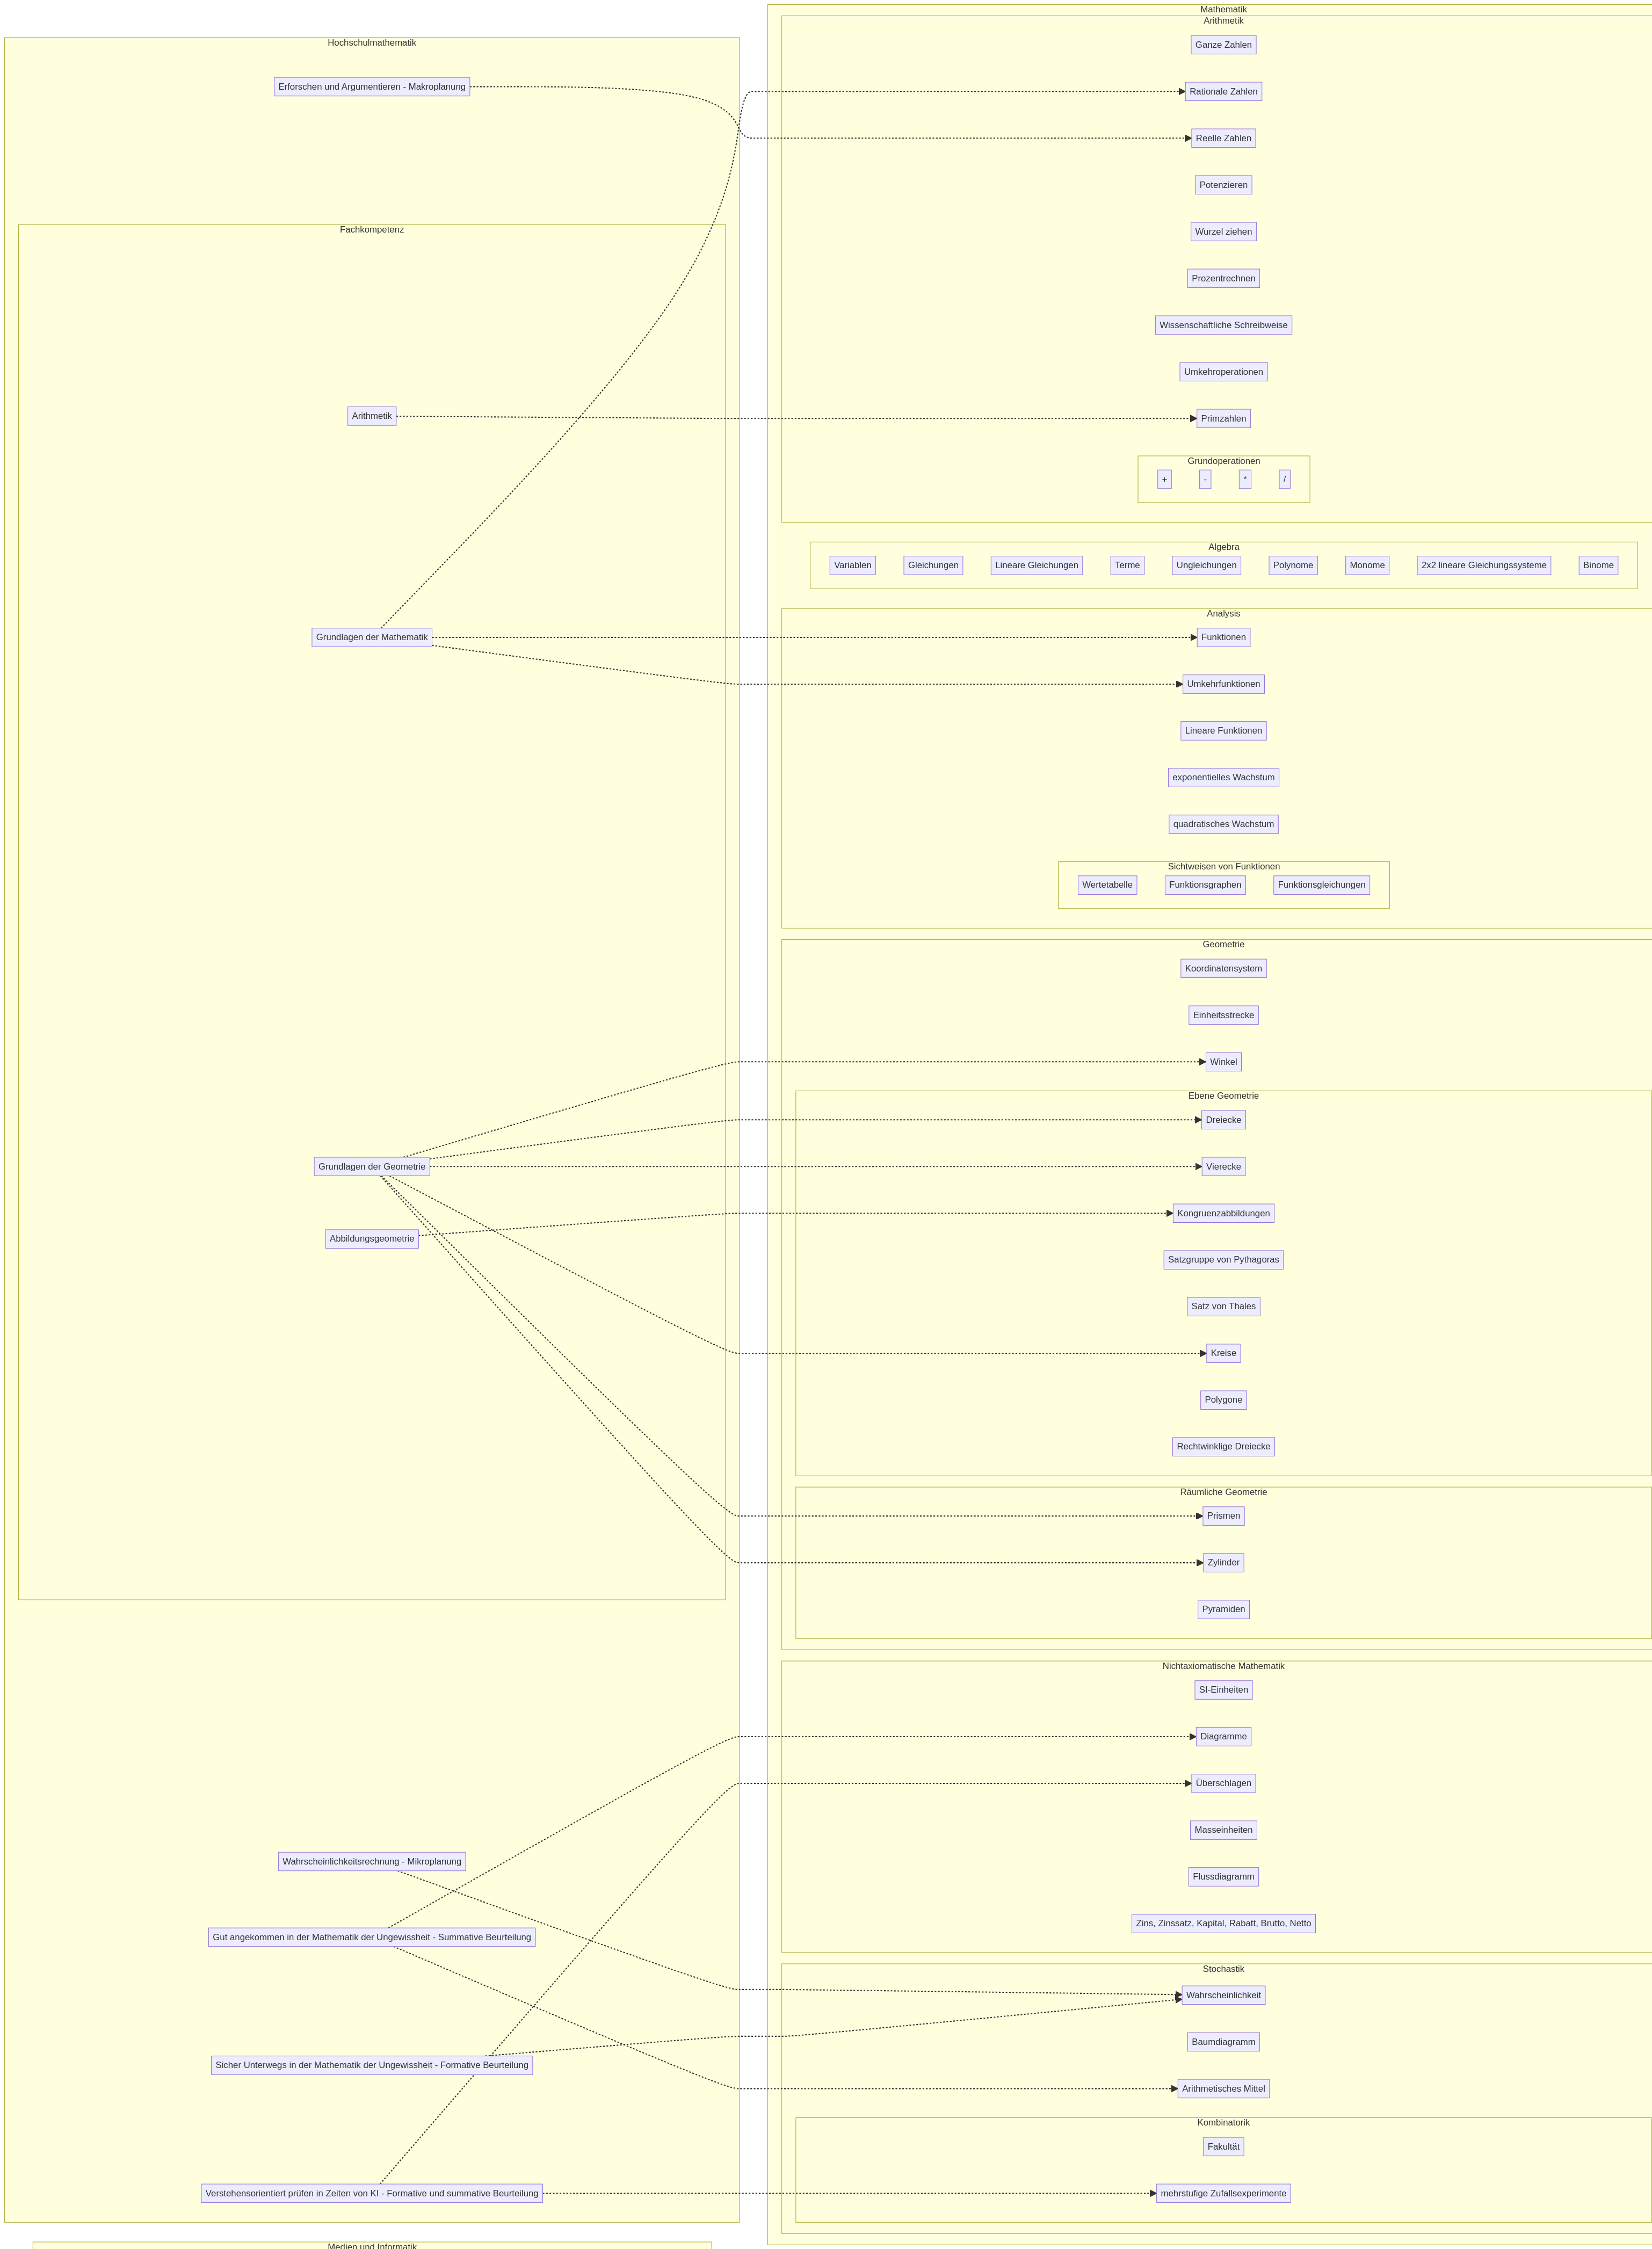 Hochschulmathematik
Erforschen und Argumentieren - Makroplanung
Fachkompetenz
Arithmetik
Grundlagen der Mathematik
Grundlagen der Geometrie
Abbildungsgeometrie
Wahrscheinlichkeitsrechnung - Mikroplanung
Gut angekommen in der Mathematik der Ungewissheit - Summative Beurteilung
Sicher Unterwegs in der Mathematik der Ungewissheit - Formative Beurteilung
Verstehensorientiert prüfen in Zeiten von KI - Formative und summative Beurteilung
Medien und Informatik
Mathematik
Arithmetik
Ganze Zahlen
Rationale Zahlen
Reelle Zahlen
Potenzieren
Wurzel ziehen
Prozentrechnen
Wissenschaftliche Schreibweise
Umkehroperationen
Primzahlen
Grundoperationen
+ - * /
Algebra
Variablen Gleichungen Lineare Gleichungen Terme Ungleichungen Polynome Monome 2x2 lineare Gleichungssysteme Binome
Analysis
Funktionen
Umkehrfunktionen
Lineare Funktionen
exponentielles Wachstum
quadratisches Wachstum
Sichtweisen von Funktionen
Wertetabelle Funktionsgraphen Funktionsgleichungen
Geometrie
Koordinatensystem
Einheitsstrecke
Winkel
Ebene Geometrie
Dreiecke
Vierecke
Kongruenzabbildungen
Satzgruppe von Pythagoras
Satz von Thales
Kreise
Polygone
Rechtwinklige Dreiecke
Räumliche Geometrie
Prismen
Zylinder
Pyramiden
Nichtaxiomatische Mathematik
SI-Einheiten
Diagramme
Überschlagen
Masseinheiten
Flussdiagramm
Zins, Zinssatz, Kapital, Rabatt, Brutto, Netto
Stochastik
Wahrscheinlichkeit
Baumdiagramm
Arithmetisches Mittel
Kombinatorik
Fakultät
mehrstufige Zufallsexperimente